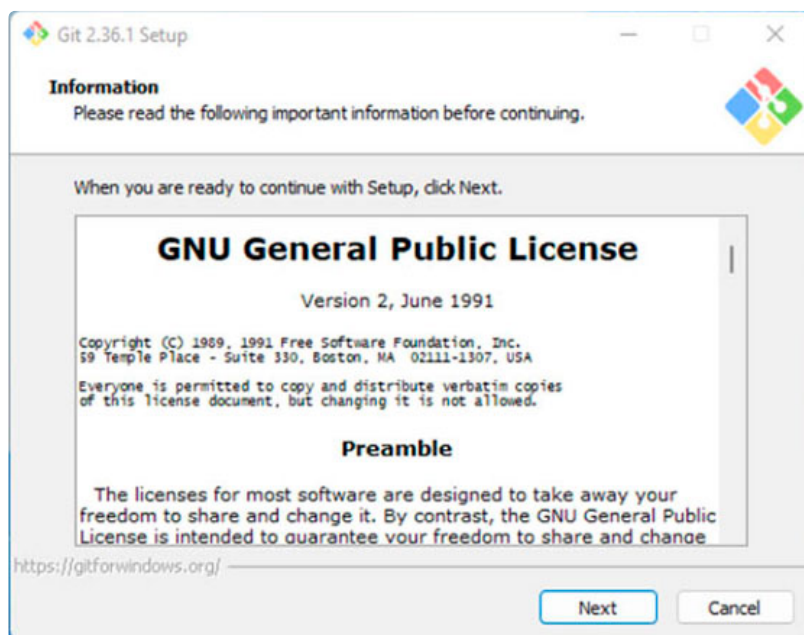 Git 2.36.1 Setup
Information
Please read the following important information before continuing.
When you are ready to continue with Setup, click Next.
GNU General Public License
Version 2, June 1991
Copyright (C) 1989, 1991 Free Software Foundation, Inc.
59 Temple Place - Suite 330, Boston, MA  02111-1307, USA
Everyone is permitted to copy and distribute verbatim copies
of this license document, but changing it is not allowed.
Preamble
The licenses for most software are designed to take away your
freedom to share and change it. By contrast, the GNU General Public
License is intended to guarantee your freedom to share and change
https://gitforwindows.org/
Next
Cancel